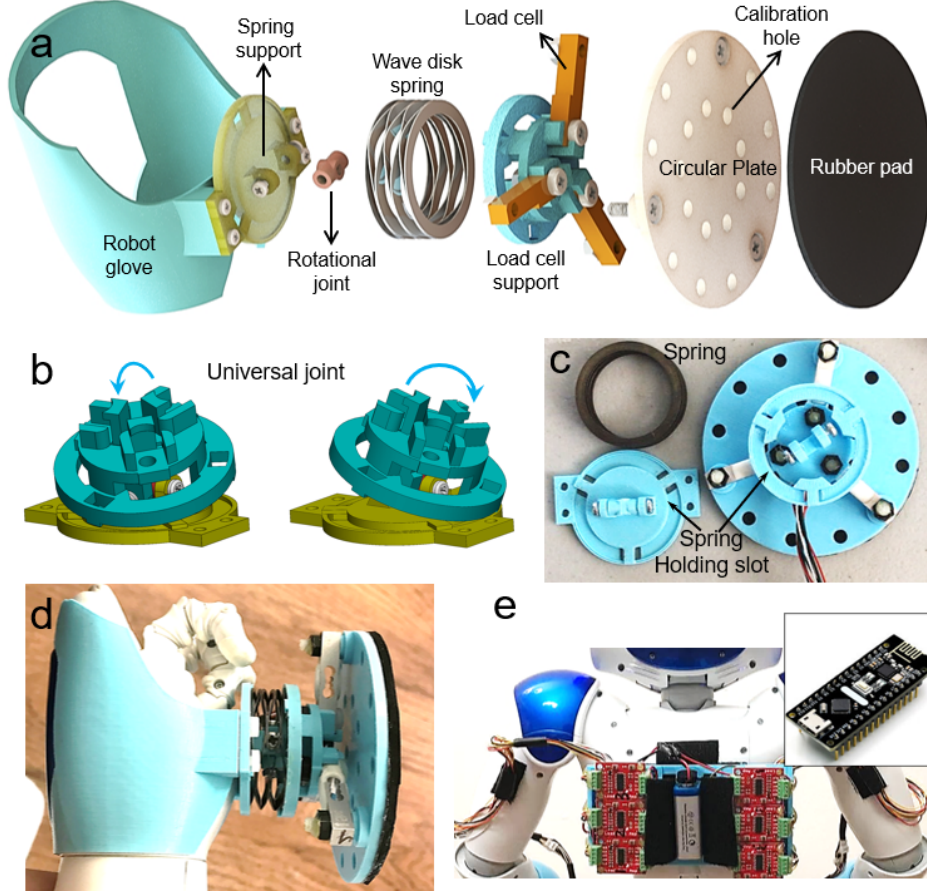 a
Spring
support
Wave disk
spring
Load cell
Calibration
hole
Robot
glove
Rotational
joint
Load cell
support
Circular Plate
Rubber pad
b
Universal joint
c
Spring
Spring
Holding slot
d
e